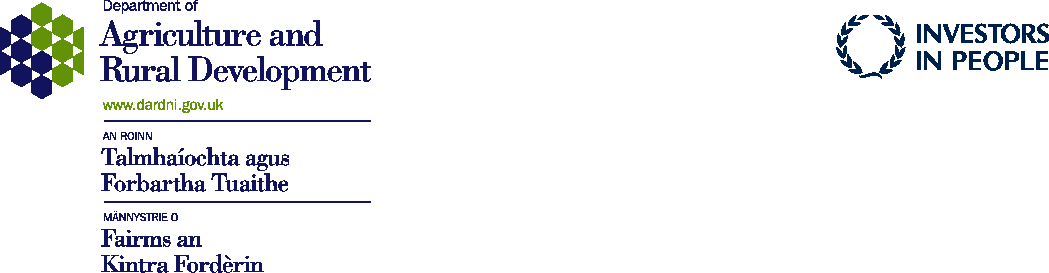 Department of
Agriculture and
Rural Development
www.dardni.gov.uk
AN ROINN
Talmhaíochta agus
Forbartha Tuaithe
MÄNNYSTRIE O
Fairms an
Kintra Fordèrin
INVESTORS
IN PEOPLE